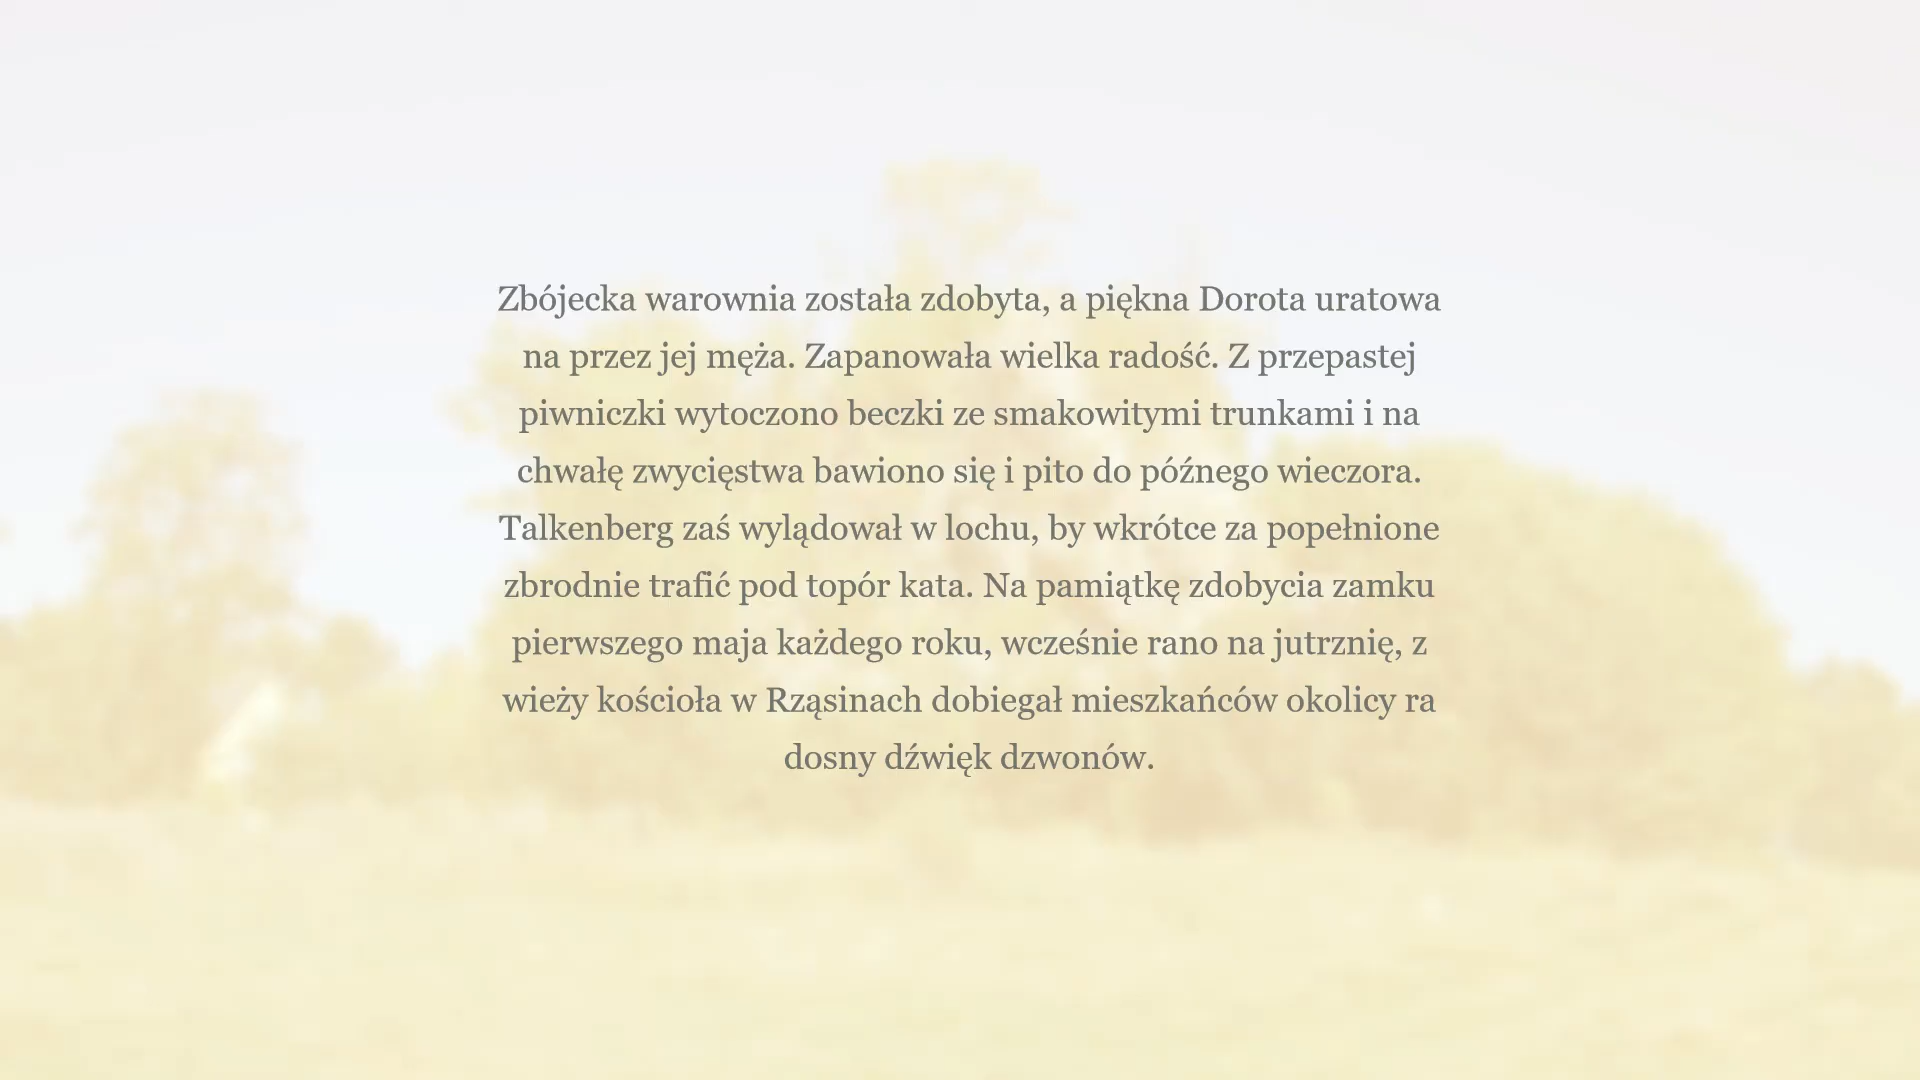 Zbójecka warownia została zdobyta, a piękna Dorota uratowa
na przez jej męża. Zapanowała wielka radość. Z przepastej
piwniczki wytoczono beczki ze smakowitymi trunkami i na
chwałę zwycięstwa bawiono się i pito do późnego wieczora.
Talkenberg zaś wylądował w lochu, by wkrótce za popełnione
zbrodnie trafić pod topór kata. Na pamiątkę zdobycia zamku
pierwszego maja każdego roku, wcześnie rano na jutrznię, z
wieży kościoła w Rząsinach dobiegał mieszkańców okolicy ra
dosny dźwięk dzwonów.